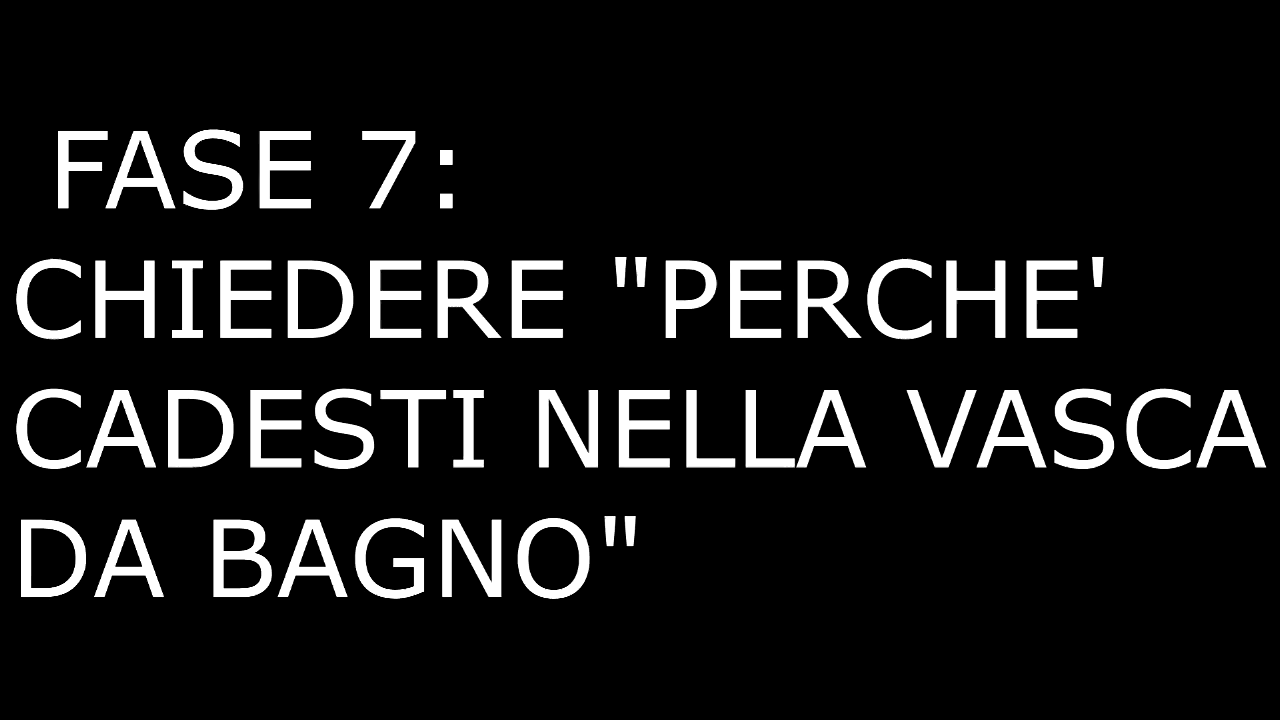 FASE 7:
CHIEDERE "PERCHE'
CADESTI NELLA VASCA
DA BAGNO"